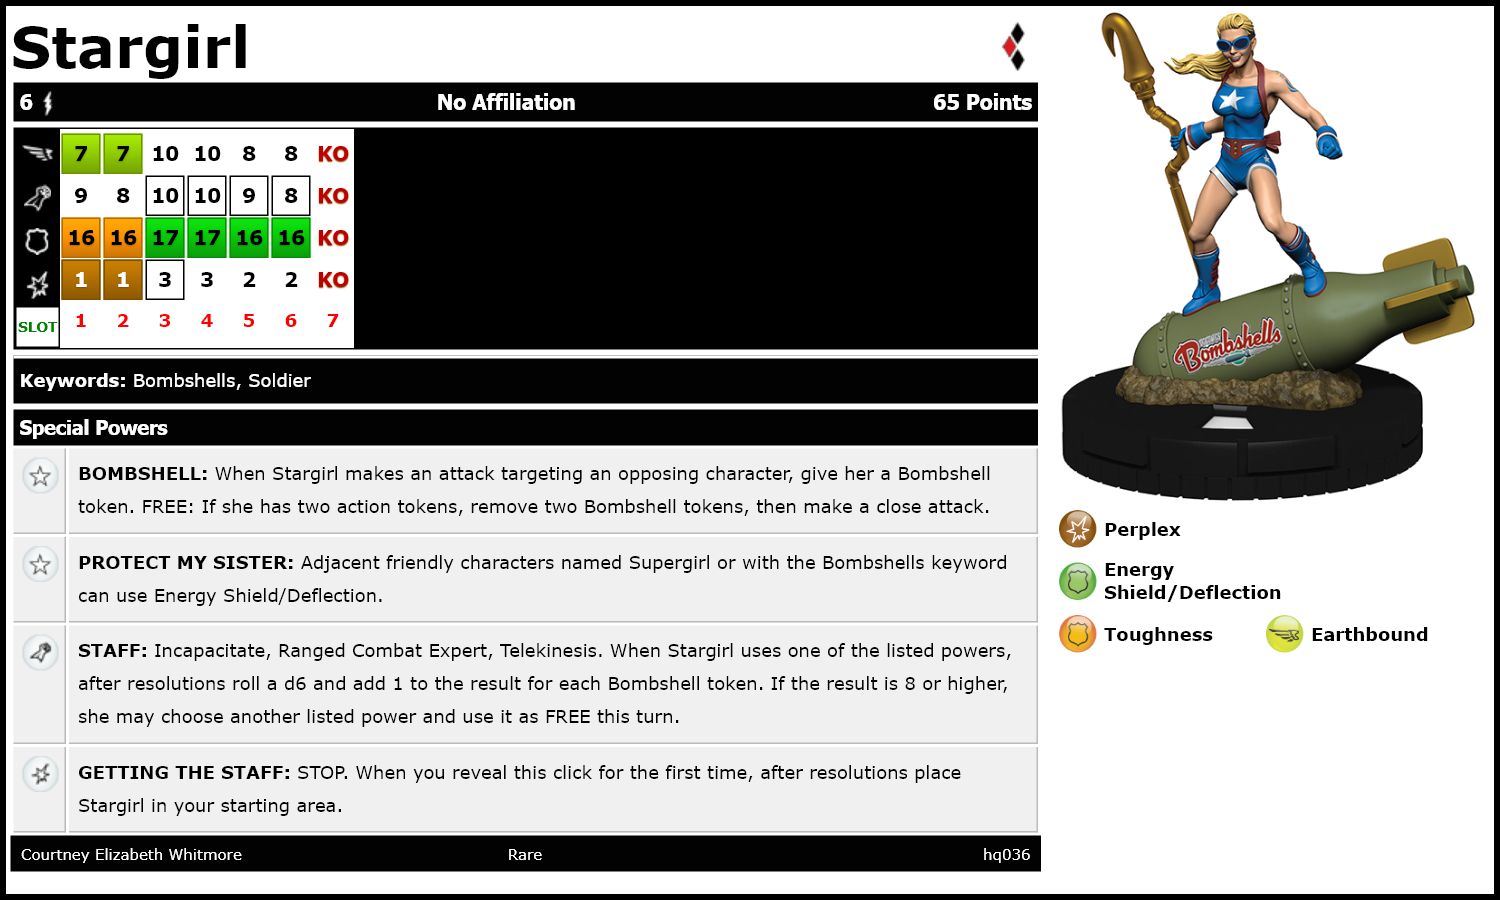 Stargirl
6 No Affiliation 65 Points
7 7 10 10 8 8 KO
9 8 10 10 9 8 KO
16 16 17 17 16 16 KO
1 1 3 3 2 2 KO
SLOT 1 2 3 4 5 6 7
Keywords: Bombshells, Soldier
Special Powers
BOMBSHELL: When Stargirl makes an attack targeting an opposing character, give her a Bombshell
token. FREE: If she has two action tokens, remove two Bombshell tokens, then make a close attack.
PROTECT MY SISTER: Adjacent friendly characters named Supergirl or with the Bombshells keyword
can use Energy Shield/Deflection.
STAFF: Incapacitate, Ranged Combat Expert, Telekinesis. When Stargirl uses one of the listed powers,
after resolutions roll a d6 and add 1 to the result for each Bombshell token. If the result is 8 or higher,
she may choose another listed power and use it as FREE this turn.
GETTING THE STAFF: STOP. When you reveal this click for the first time, after resolutions place
Stargirl in your starting area.
Courtney Elizabeth Whitmore Rare hq036
Bombshells
Perplex
Energy
Shield/Deflection
Toughness Earthbound